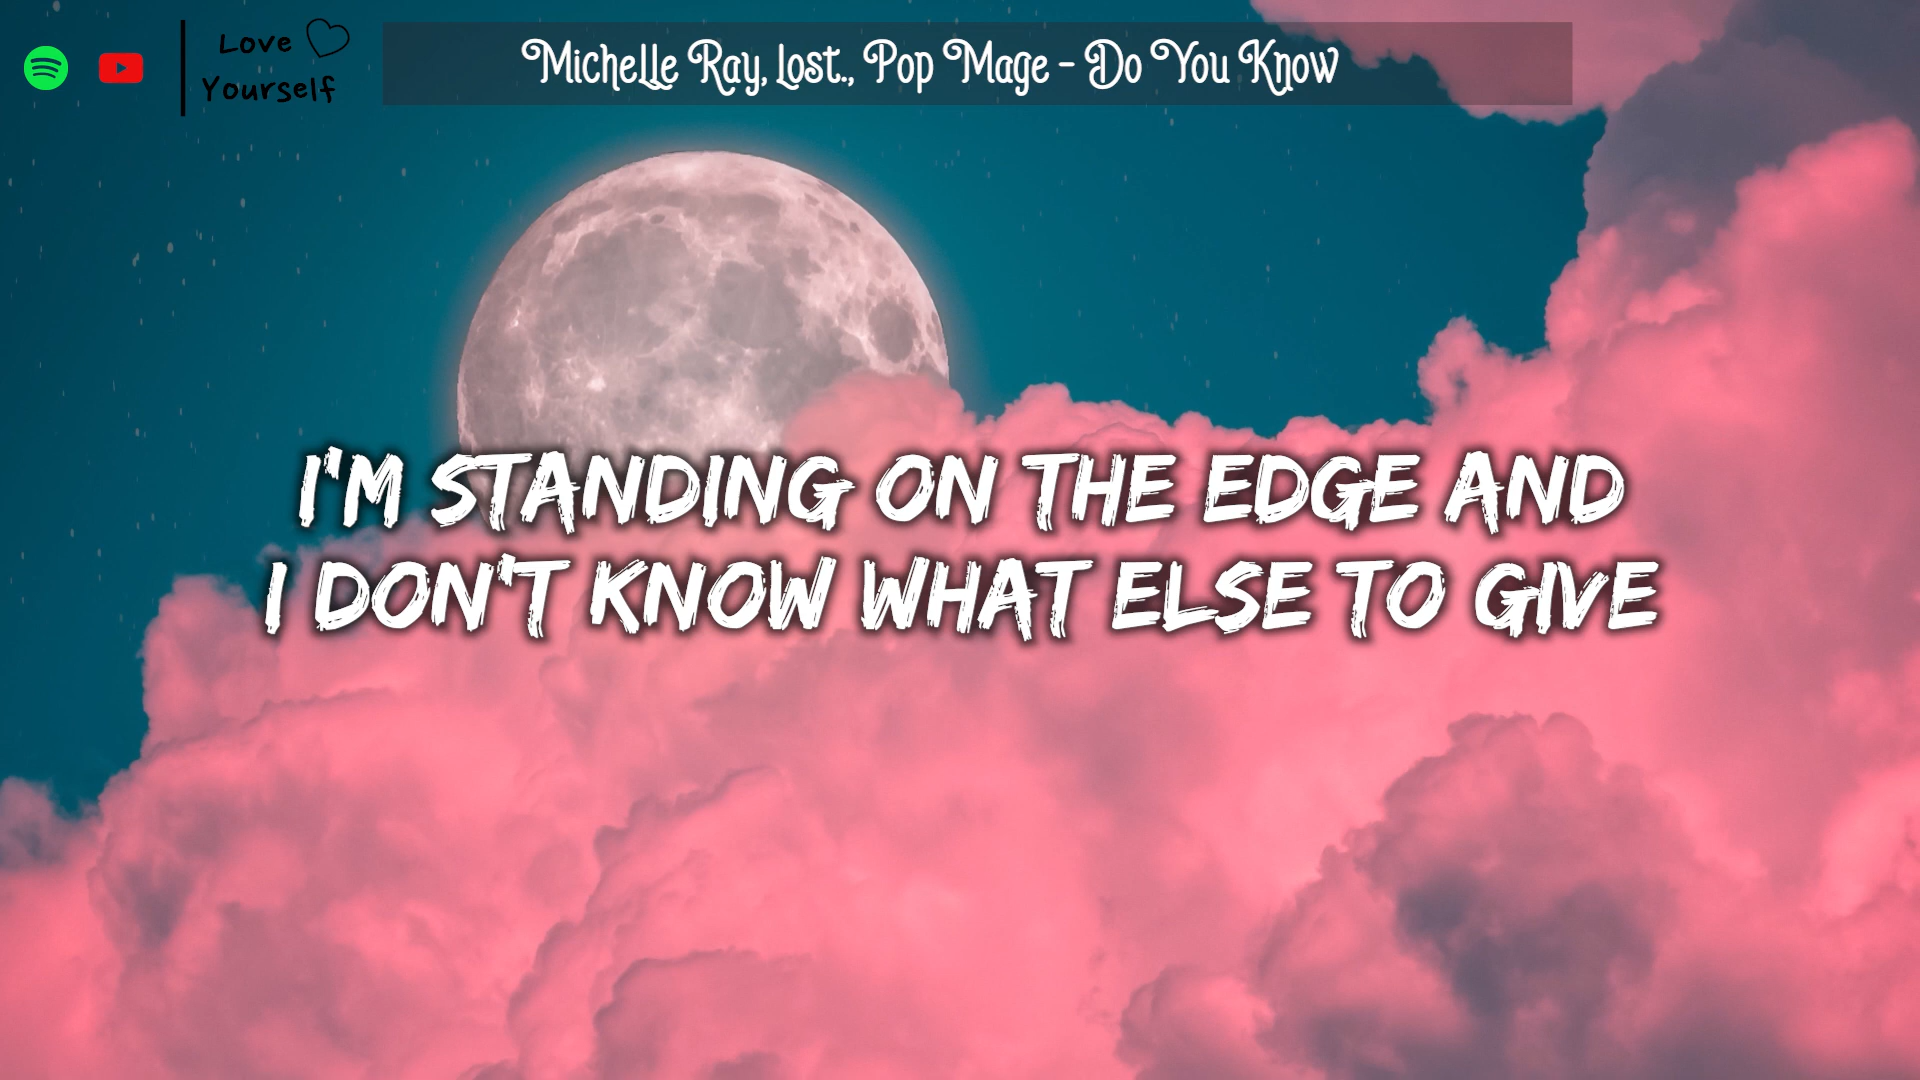 Love
Yourself
Michelle Ray, Lost., Pop Mage - Do You Know
I'M STANDING ON THE EDGE AND
I DON'T KNOW WHAT ELSE TO GIVE